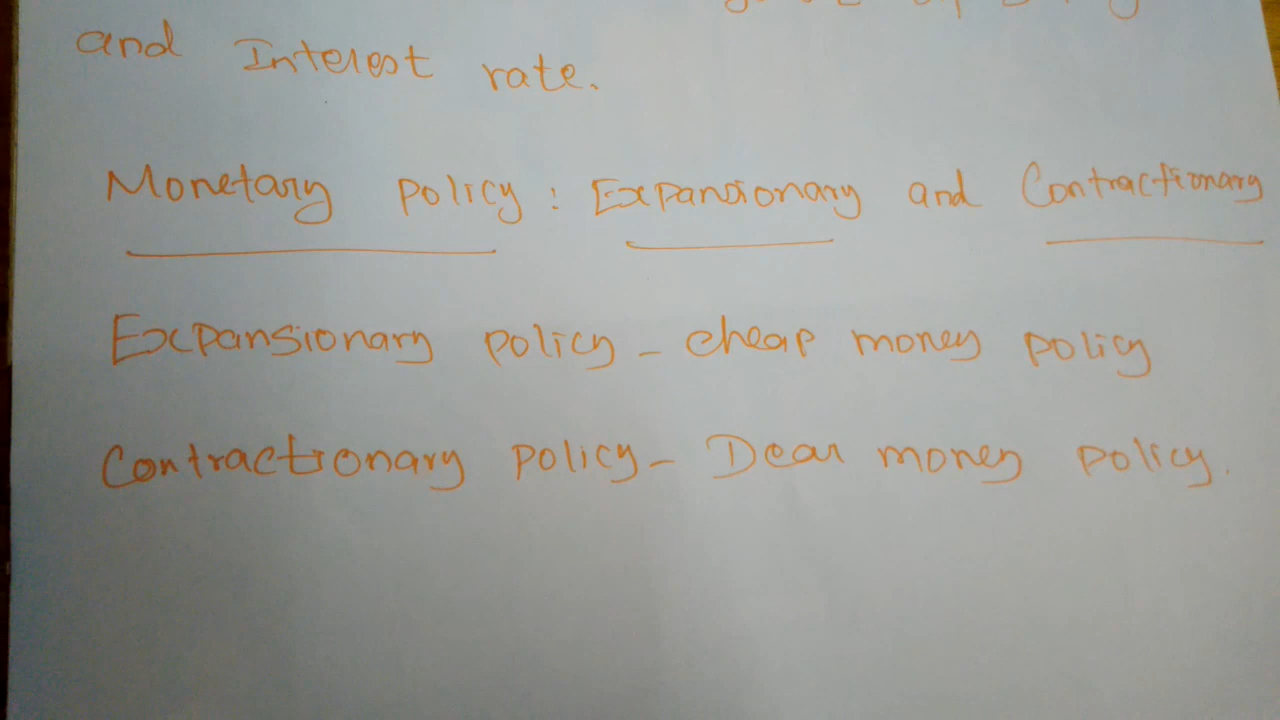 and Interest rate.
Monetary policy : Expansionary and Contractionary
Expansionary policy - cheap money policy
Contractionary policy - Dear money policy.